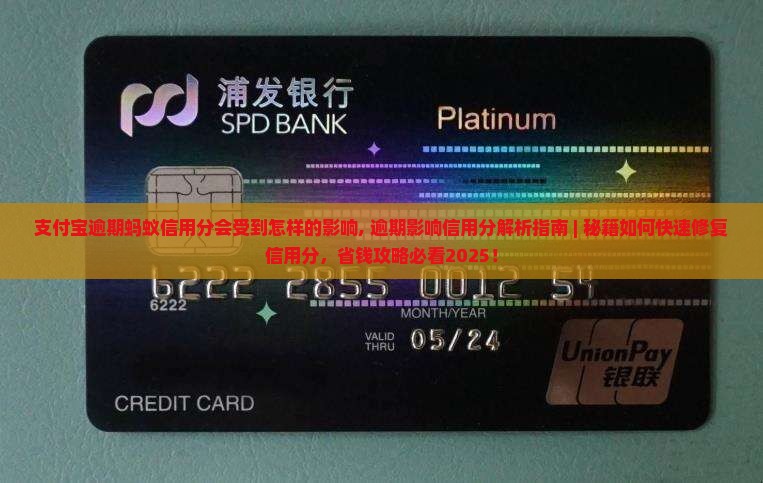 浦发银行
SPD BANK
Platinum
支付宝逾期蚂蚁信用分会受到怎样的影响, 逾期影响信用分解析指南 | 秘籍如何快速修复
信用分，省钱攻略必看2025！
6222 2855 0012 54
6222
MONTH/YEAR
VALID
THRU
05/24
UnionPay
银联
CREDIT CARD